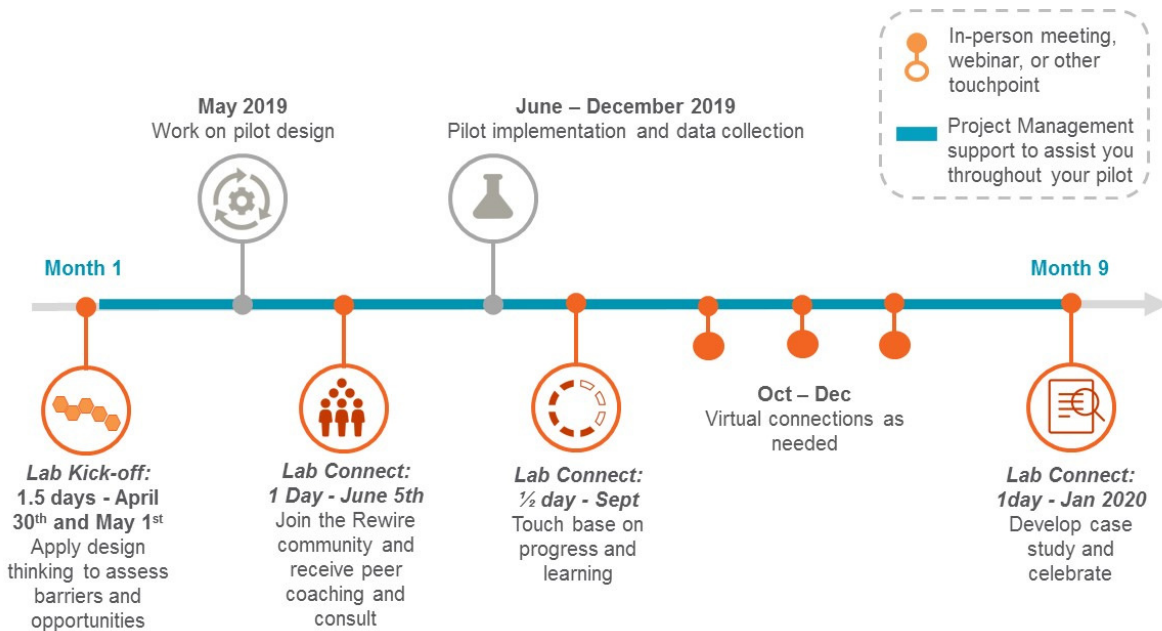 In-person meeting,
webinar, or other
touchpoint
Project Management
support to assist you
throughout your pilot
May 2019
Work on pilot design
June – December 2019
Pilot implementation and data collection
Month 1
Month 9
Lab Kick-off:
1.5 days - April
30th and May 1st
Apply design
thinking to assess
barriers and
opportunities
Lab Connect:
1 Day - June 5th
Join the Rewire
community and
receive peer
coaching and
consult
Lab Connect:
½ day - Sept
Touch base on
progress and
learning
Oct – Dec
Virtual connections as
needed
Lab Connect:
1day - Jan 2020
Develop case
study and
celebrate